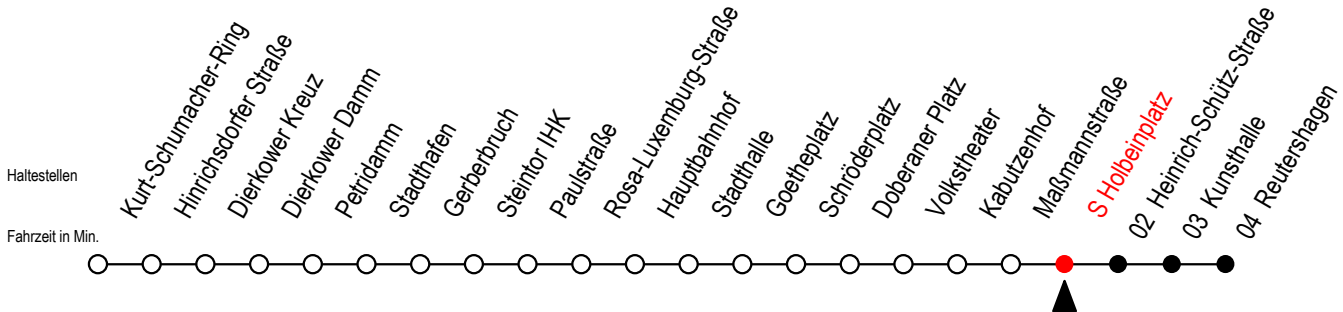 Haltestellen
Fahrzeit in Min.
Kurt-Schumacher-Ring
Hinrichsdorfer Straße
Dierkower Kreuz
Dierkower Damm
Petridamm
Stadthafen
Gerberbruch
Steintor IHK
Paulstraße
Rosa-Luxemburg-Straße
Hauptbahnhof
Stadthalle
Goetheplatz
Schröderplatz
Doberaner Platz
Volkstheater
Kabutzenhof
Maßmannstraße
S Holbeinplatz
02 Heinrich-Schütz-Straße
03 Kunsthalle
04 Reutershagen